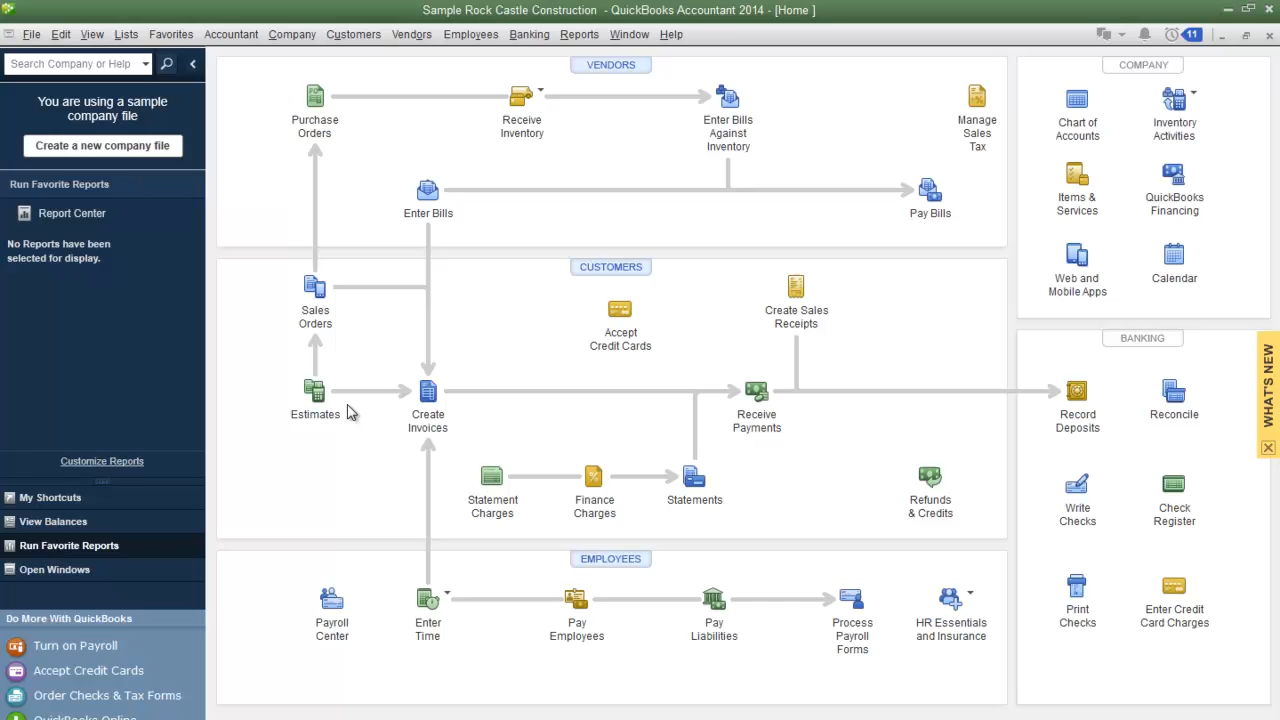 Sample Rock Castle Construction - QuickBooks Accountant 2014 - [Home ]
File Edit View Lists Favorites Accountant Company Customers Vendors Employees Banking Reports Window Help
11
Search Company or Help
You are using a sample
company file
Create a new company file
Run Favorite Reports
Report Center
No Reports have been
selected for display.
Customize Reports
My Shortcuts
View Balances
Run Favorite Reports
Open Windows
Do More With QuickBooks
Turn on Payroll
Accept Credit Cards
Order Checks & Tax Forms
QuickBooks Online
VENDORS
Purchase
Orders
Receive
Inventory
Enter Bills
Against
Inventory
Manage
Sales
Tax
Enter Bills
Pay Bills
CUSTOMERS
Sales
Orders
Accept
Credit Cards
Create Sales
Receipts
Estimates
Create
Invoices
Receive
Payments
Statement
Charges
Finance
Charges
Statements
Refunds
& Credits
EMPLOYEES
Payroll
Center
Enter
Time
Pay
Employees
Pay
Liabilities
Process
Payroll
Forms
HR Essentials
and Insurance
COMPANY
Chart of
Accounts
Inventory
Activities
Items &
Services
QuickBooks
Financing
Web and
Mobile Apps
Calendar
BANKING
Record
Deposits
Reconcile
Write
Checks
Check
Register
Print
Checks
Enter Credit
Card Charges
WHAT'S NEW